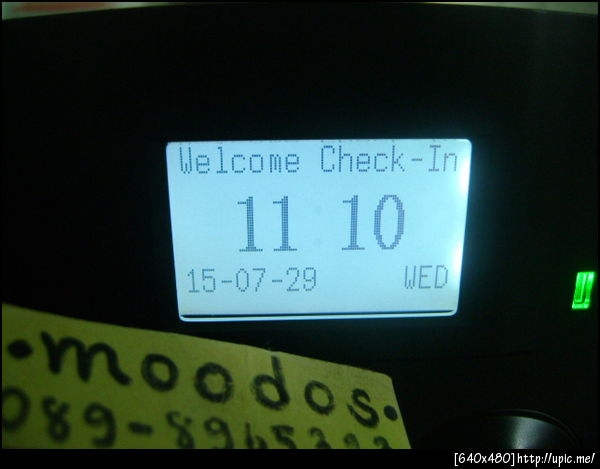 Welcome Check-In
11 10
15-07-29 WED
•moodos•
[640x480]http://upic.me/